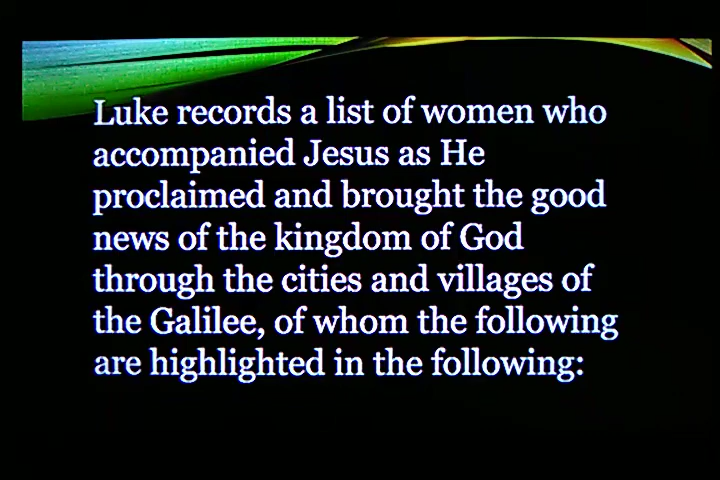 Luke records a list of women who
accompanied Jesus as He
proclaimed and brought the good
news of the kingdom of God
through the cities and villages of
the Galilee, of whom the following
are highlighted in the following: